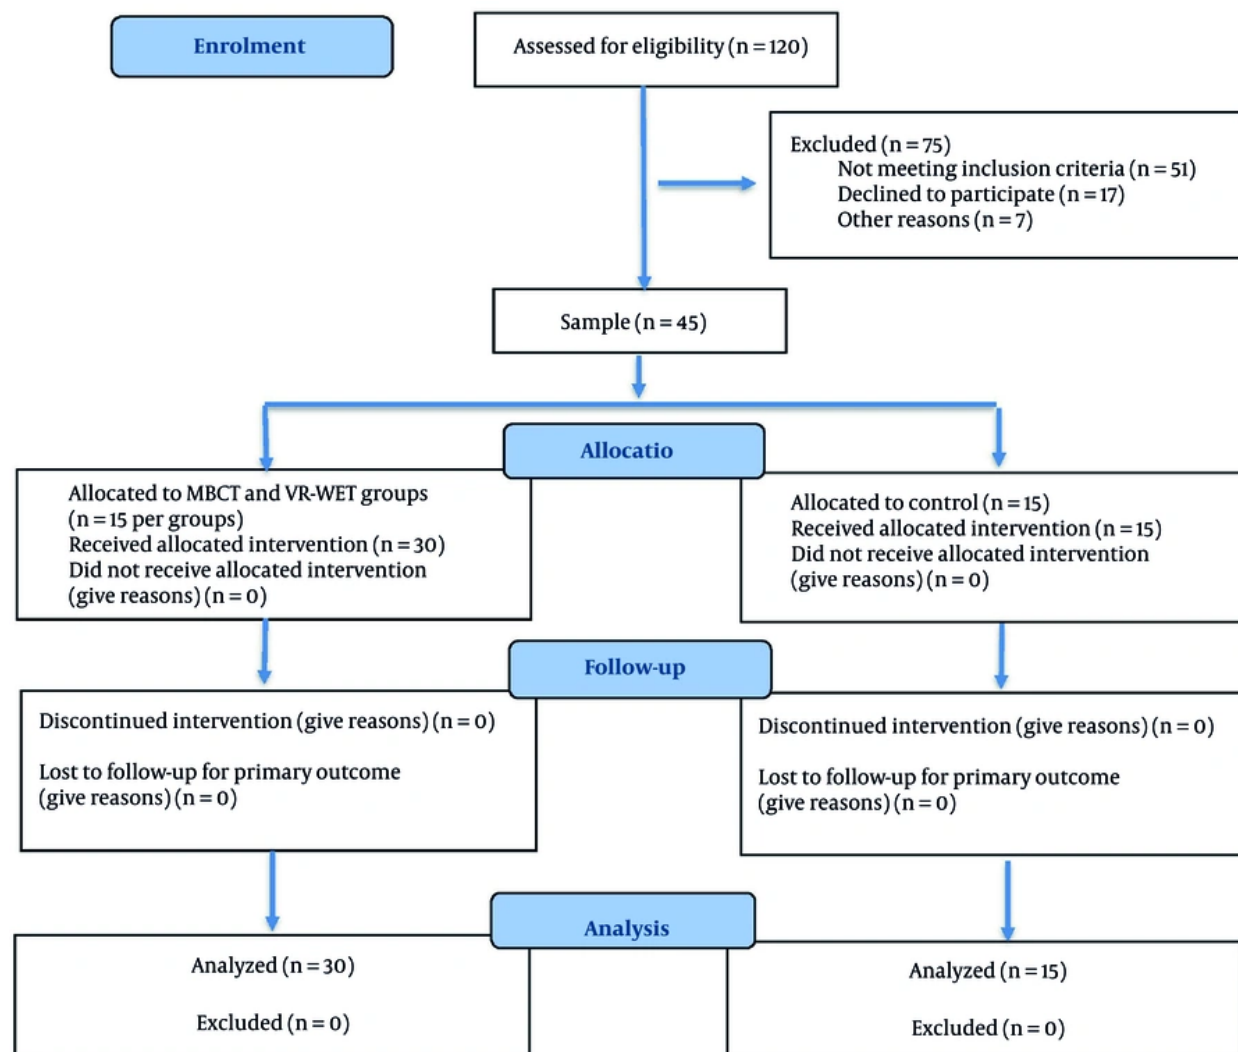 Enrolment
Assessed for eligibility (n = 120)
Excluded (n = 75)
Not meeting inclusion criteria (n = 51)
Declined to participate (n = 17)
Other reasons (n = 7)
Sample (n = 45)
Allocatio
Allocated to MBCT and VR-WET groups
(n = 15 per groups)
Received allocated intervention (n = 30)
Did not receive allocated intervention
(give reasons) (n = 0)
Allocated to control (n = 15)
Received allocated intervention (n = 15)
Did not receive allocated intervention
(give reasons) (n = 0)
Follow-up
Discontinued intervention (give reasons) (n = 0)
Lost to follow-up for primary outcome
(give reasons) (n = 0)
Discontinued intervention (give reasons) (n = 0)
Lost to follow-up for primary outcome
(give reasons) (n = 0)
Analysis
Analyzed (n = 30)
Excluded (n = 0)
Analyzed (n = 15)
Excluded (n = 0)